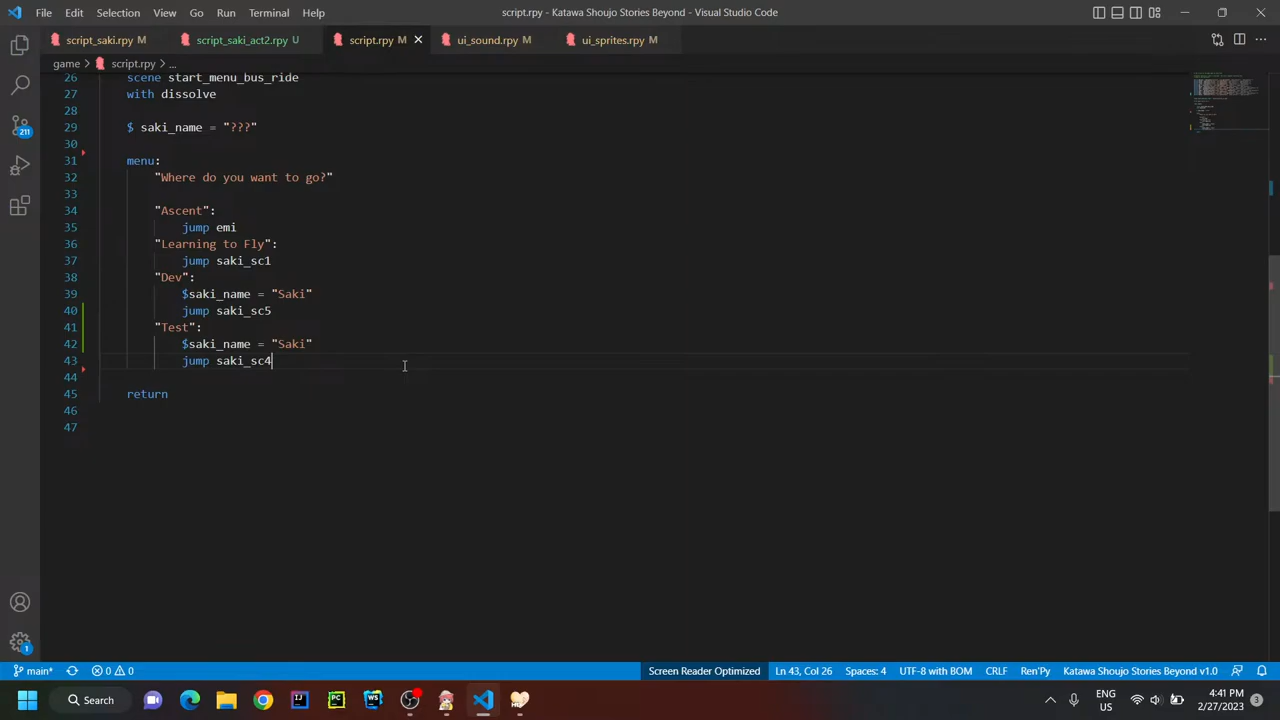 File Edit Selection View Go Run Terminal Help
script.rpy - Katawa Shoujo Stories Beyond - Visual Studio Code
script_saki.rpy M
script_saki_act2.rpy U
script.rpy M
ui_sound.rpy M
ui_sprites.rpy M
game > script.rpy > ...
26 scene start_menu_bus_ride
27 with dissolve
28
29 $ saki_name = "???"
30
31 menu:
32 "Where do you want to go?"
33
34 "Ascent":
35 jump emi
36 "Learning to Fly":
37 jump saki_sc1
38 "Dev":
39 $saki_name = "Saki"
40 jump saki_sc5
41 "Test":
42 $saki_name = "Saki"
43 jump saki_sc4
44
45 return
46
47
211
1
main* 0 0 Screen Reader Optimized Ln 43, Col 26 Spaces: 4 UTF-8 with BOM CRLF Ren'Py Katawa Shoujo Stories Beyond v1.0
Search
ENG
US
4:41 PM
2/27/2023
3